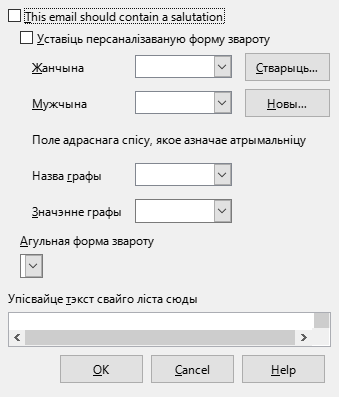 This email should contain a salutation
Уставіць персаналізаваную форму звароту
Жанчына
Стварыць...
Мужчына
Новы...
Поле адраснага спісу, якое азначае атрымальніцу
Назва графы
Значэнне графы
Агульная форма звароту
Упісвайце тэкст свайго ліста сюды
OK Cancel Help